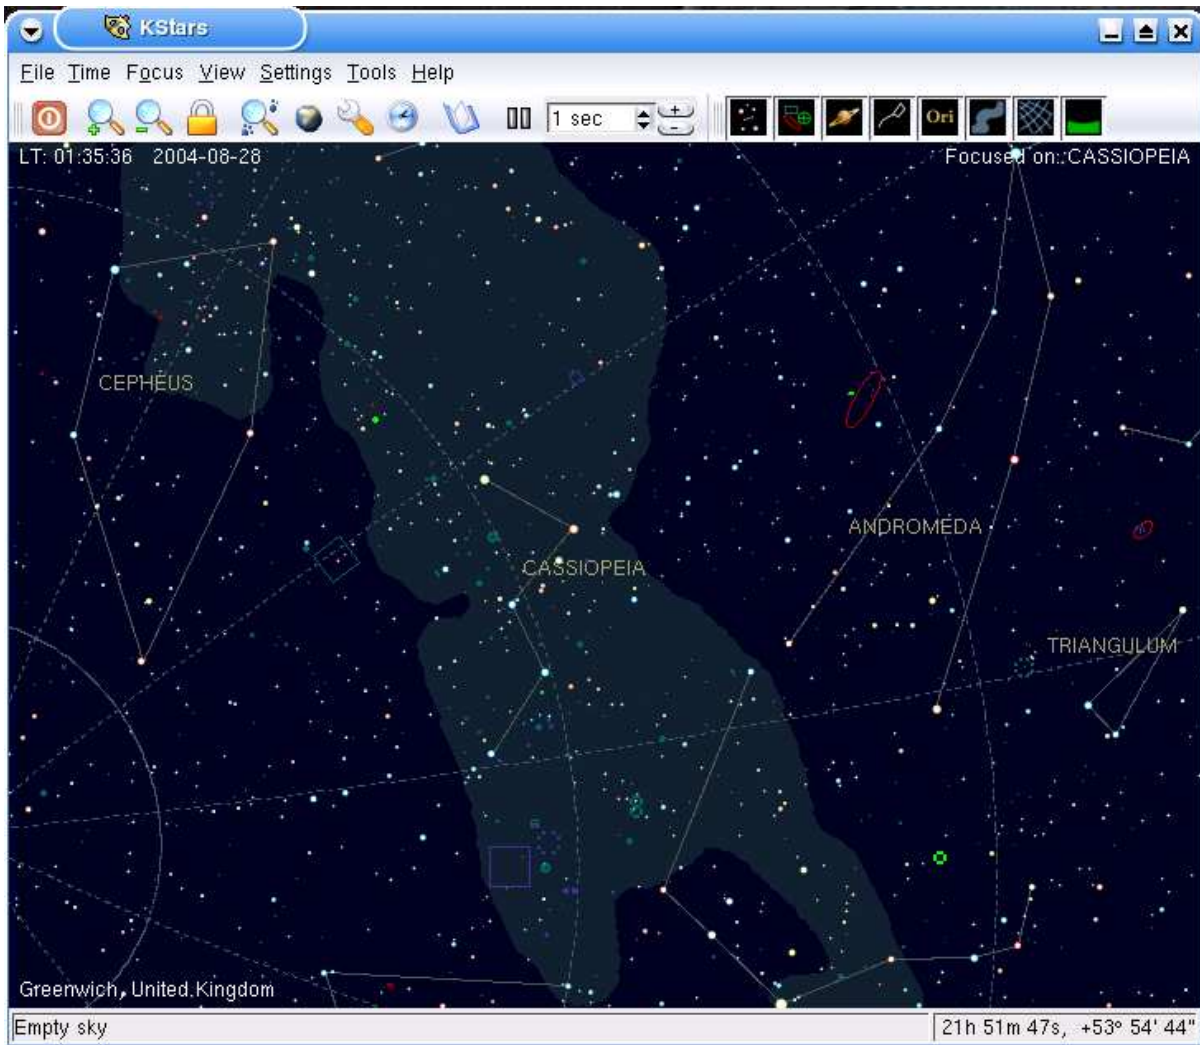 KStars
File Time Focus View Settings Tools Help
1 sec + − Ori
LT: 01:35:36 2004-08-28 Focused on: CASSIOPEIA
CEPHEUS
ANDROMEDA
CASSIOPEIA
TRIANGULUM
Greenwich, United Kingdom
Empty sky 21h 51m 47s, +53º 54' 44"